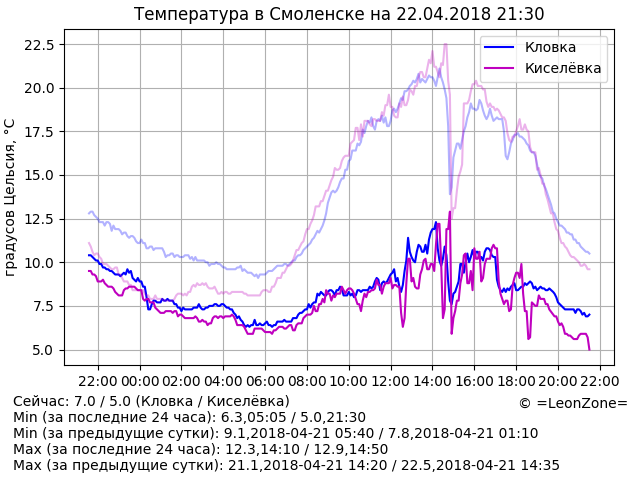 Температура в Смоленске на 22.04.2018 21:30
Кловка
Киселёвка
градусов Цельсия, °C
22.5
20.0
17.5
15.0
12.5
10.0
7.5
5.0
22:00 00:00 02:00 04:00 06:00 08:00 10:00 12:00 14:00 16:00 18:00 20:00 22:00
Сейчас: 7.0 / 5.0 (Кловка / Киселёвка)
© =LeonZone=
Min (за последние 24 часа): 6.3,05:05 / 5.0,21:30
Min (за предыдущие сутки): 9.1,2018-04-21 05:40 / 7.8,2018-04-21 01:10
Max (за последние 24 часа): 12.3,14:10 / 12.9,14:50
Max (за предыдущие сутки): 21.1,2018-04-21 14:20 / 22.5,2018-04-21 14:35